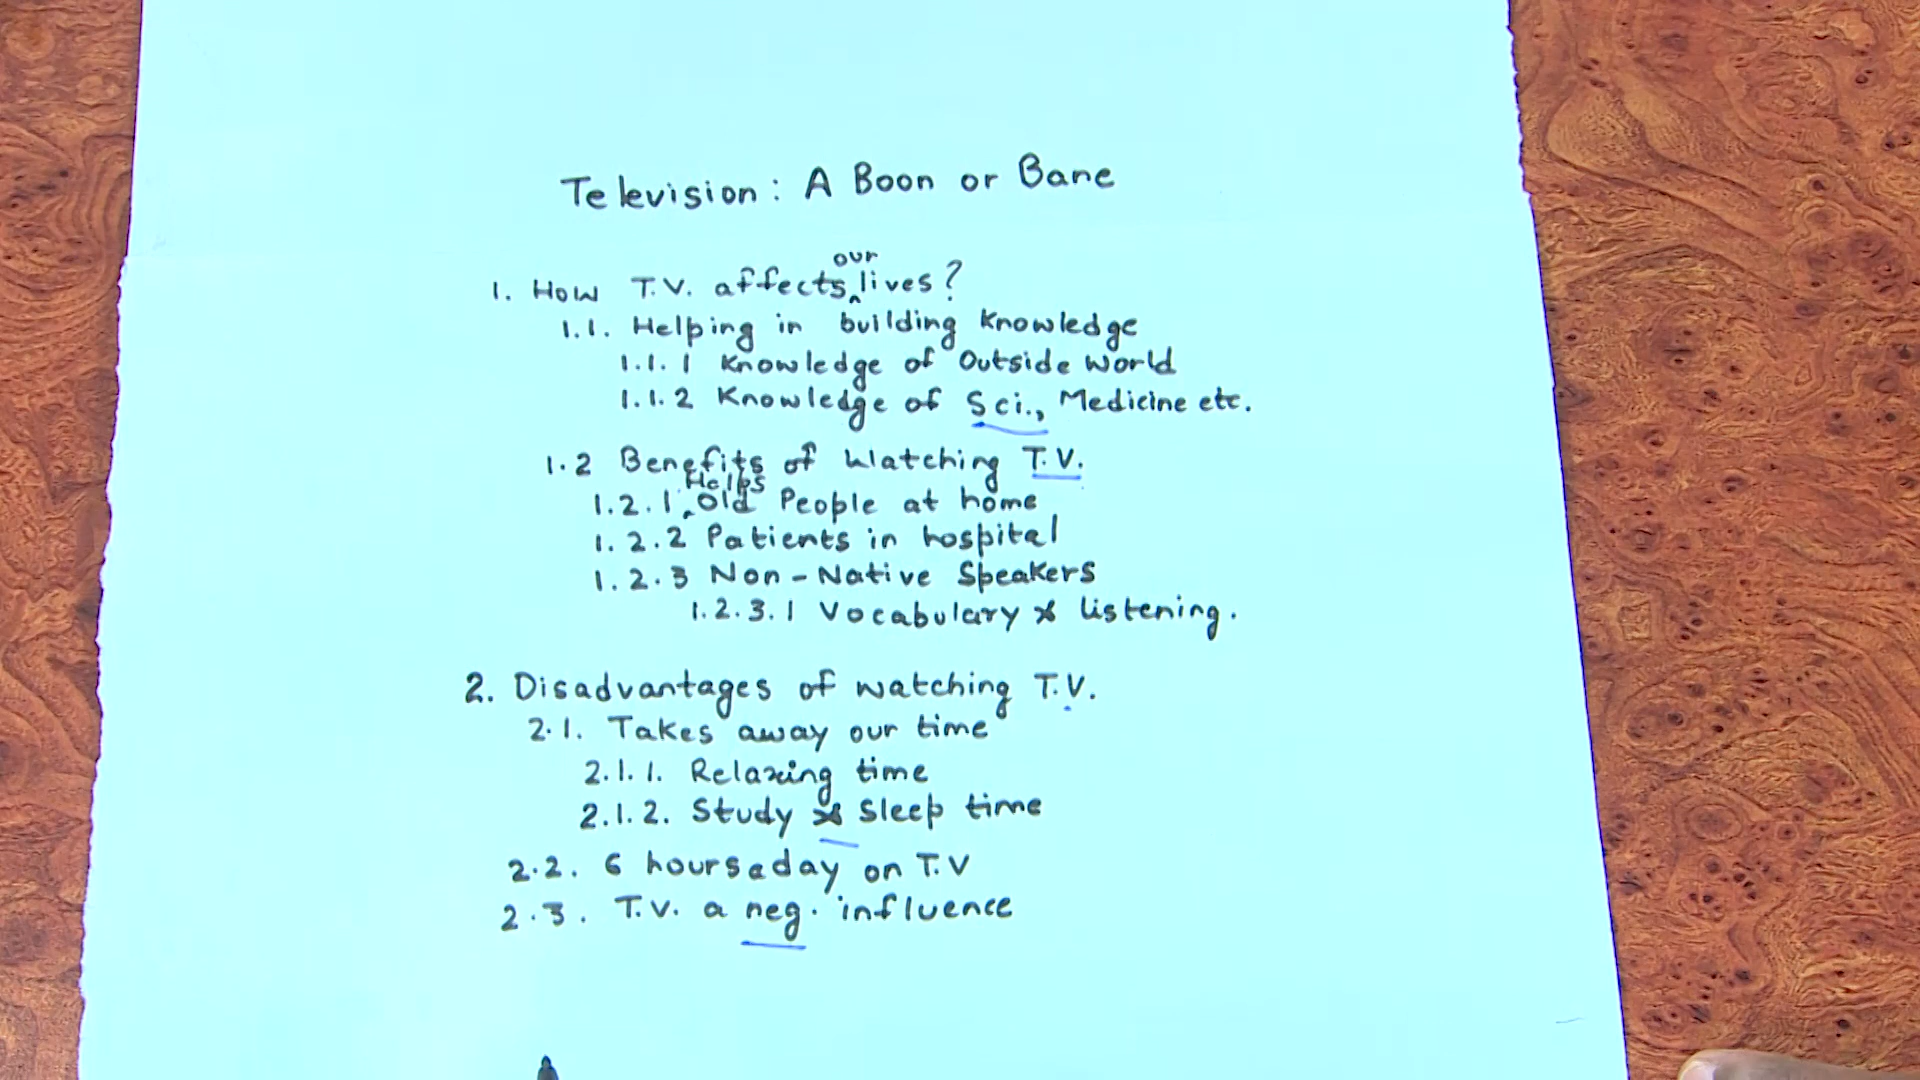 Television: A Boon or Bane
1. How T.V. affects our lives?
1.1. Helping in building Knowledge
1.1.1 Knowledge of Outside World
1.1.2 Knowledge of Sci., Medicine etc.
1.2 Benefits of Watching T.V.
1.2.1 Helps Old People at home
1.2.2 Patients in hospital
1.2.3 Non-Native Speakers
1.2.3.1 Vocabulary & listening.
2. Disadvantages of watching T.V.
2.1. Takes away our time
2.1.1. Relaxing time
2.1.2. Study & Sleep time
2.2. 6 hours a day on T.V
2.3. T.V. a neg. influence